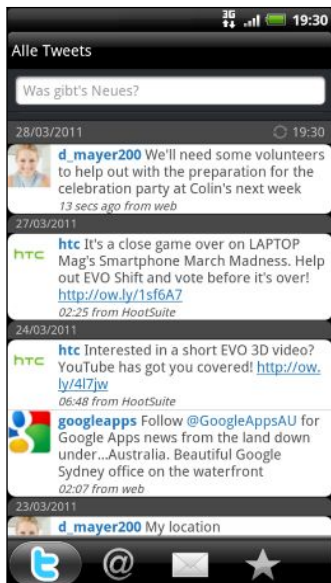 3G
19:30
Alle Tweets
Was gibt's Neues?
28/03/2011 19:30
d_mayer200 We'll need some volunteers
to help out with the preparation for the
celebration party at Colin's next week
13 secs ago from web
27/03/2011
htc
htc It's a close game over on LAPTOP
Mag's Smartphone March Madness. Help
out EVO Shift and vote before it's over!
http://ow.ly/1sf6A7
02:25 from HootSuite
24/03/2011
htc
htc Interested in a short EVO 3D video?
YouTube has got you covered! http://ow.
ly/4l7jw
06:48 from HootSuite
googleapps Follow @GoogleAppsAU for
Google Apps news from the land down
under...Australia. Beautiful Google
Sydney office on the waterfront
02:07 from web
23/03/2011
d_mayer200 My location